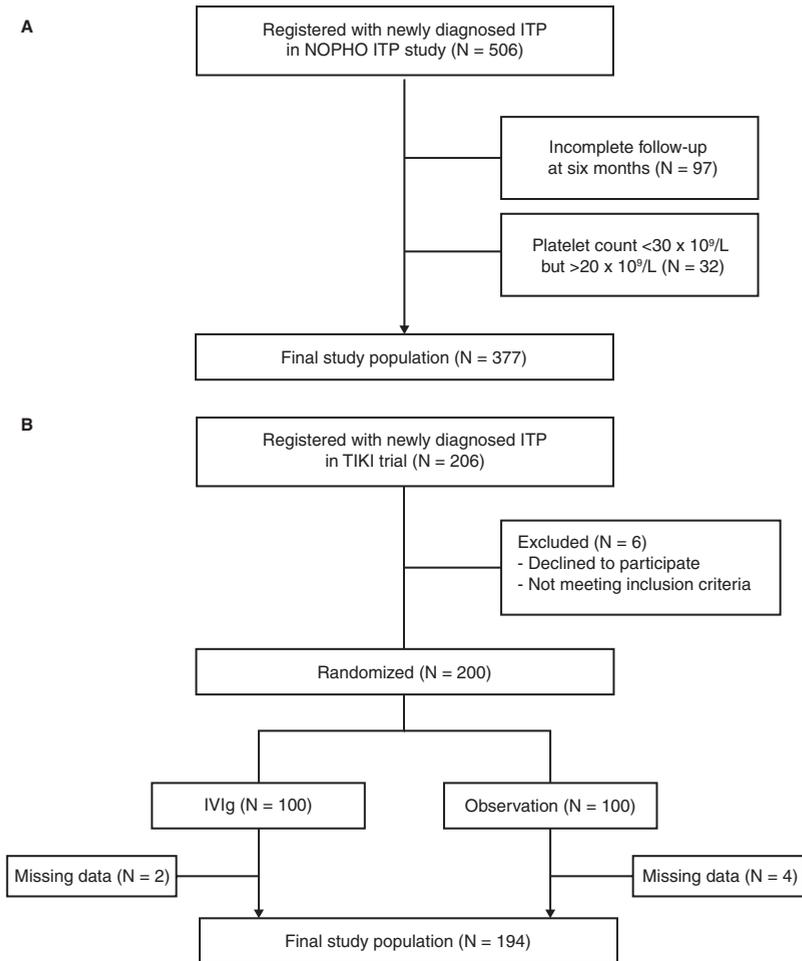 A
Registered with newly diagnosed ITP
in NOPHO ITP study (N = 506)
Incomplete follow-up
at six months (N = 97)
Platelet count <30 x 10⁹/L
but >20 x 10⁹/L (N = 32)
Final study population (N = 377)
B
Registered with newly diagnosed ITP
in TIKI trial (N = 206)
Excluded (N = 6)
- Declined to participate
- Not meeting inclusion criteria
Randomized (N = 200)
IVIg (N = 100)
Observation (N = 100)
Missing data (N = 2)
Missing data (N = 4)
Final study population (N = 194)